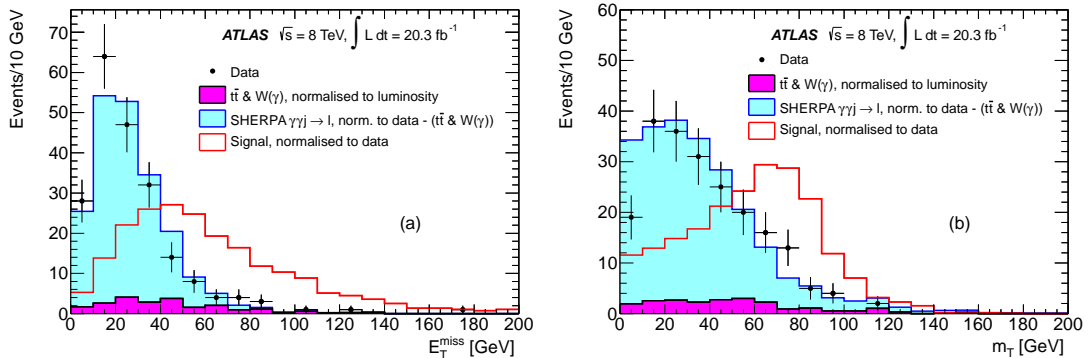 Events/10 GeV
70
60
50
40
30
20
10
0
ATLAS √s = 8 TeV, ∫ L dt = 20.3 fb⁻¹
Data
tt̄ & W(γ), normalised to luminosity
SHERPA γγj → l, norm. to data - (tt̄ & W(γ))
Signal, normalised to data
(a)
0 20 40 60 80 100 120 140 160 180 200
E_T^miss [GeV]
Events/10 GeV
60
50
40
30
20
10
0
ATLAS √s = 8 TeV, ∫ L dt = 20.3 fb⁻¹
Data
tt̄ & W(γ), normalised to luminosity
SHERPA γγj → l, norm. to data - (tt̄ & W(γ))
Signal, normalised to data
(b)
0 20 40 60 80 100 120 140 160 180 200
m_T [GeV]